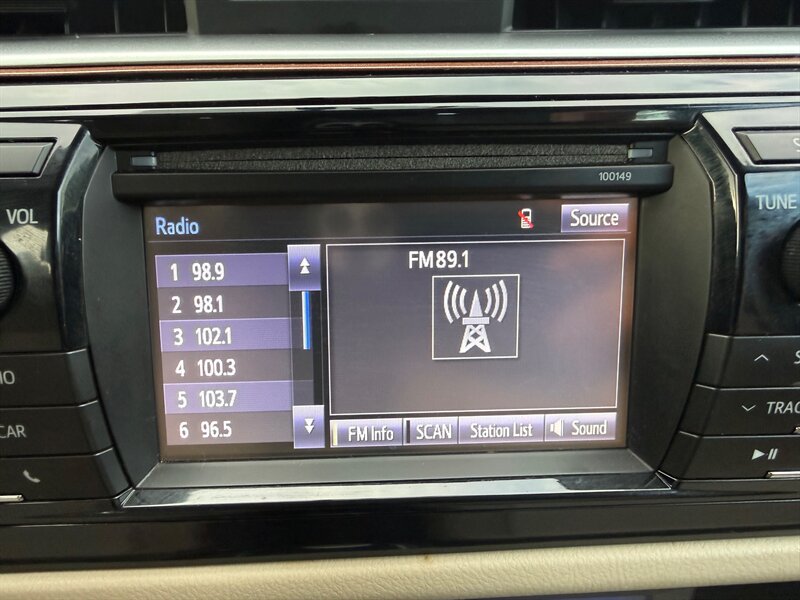 100149
VOL
TUNE
Radio
Source
FM89.1
1 98.9
2 98.1
3 102.1
4 100.3
5 103.7
6 96.5
FM Info
SCAN
Station List
Sound
CAR